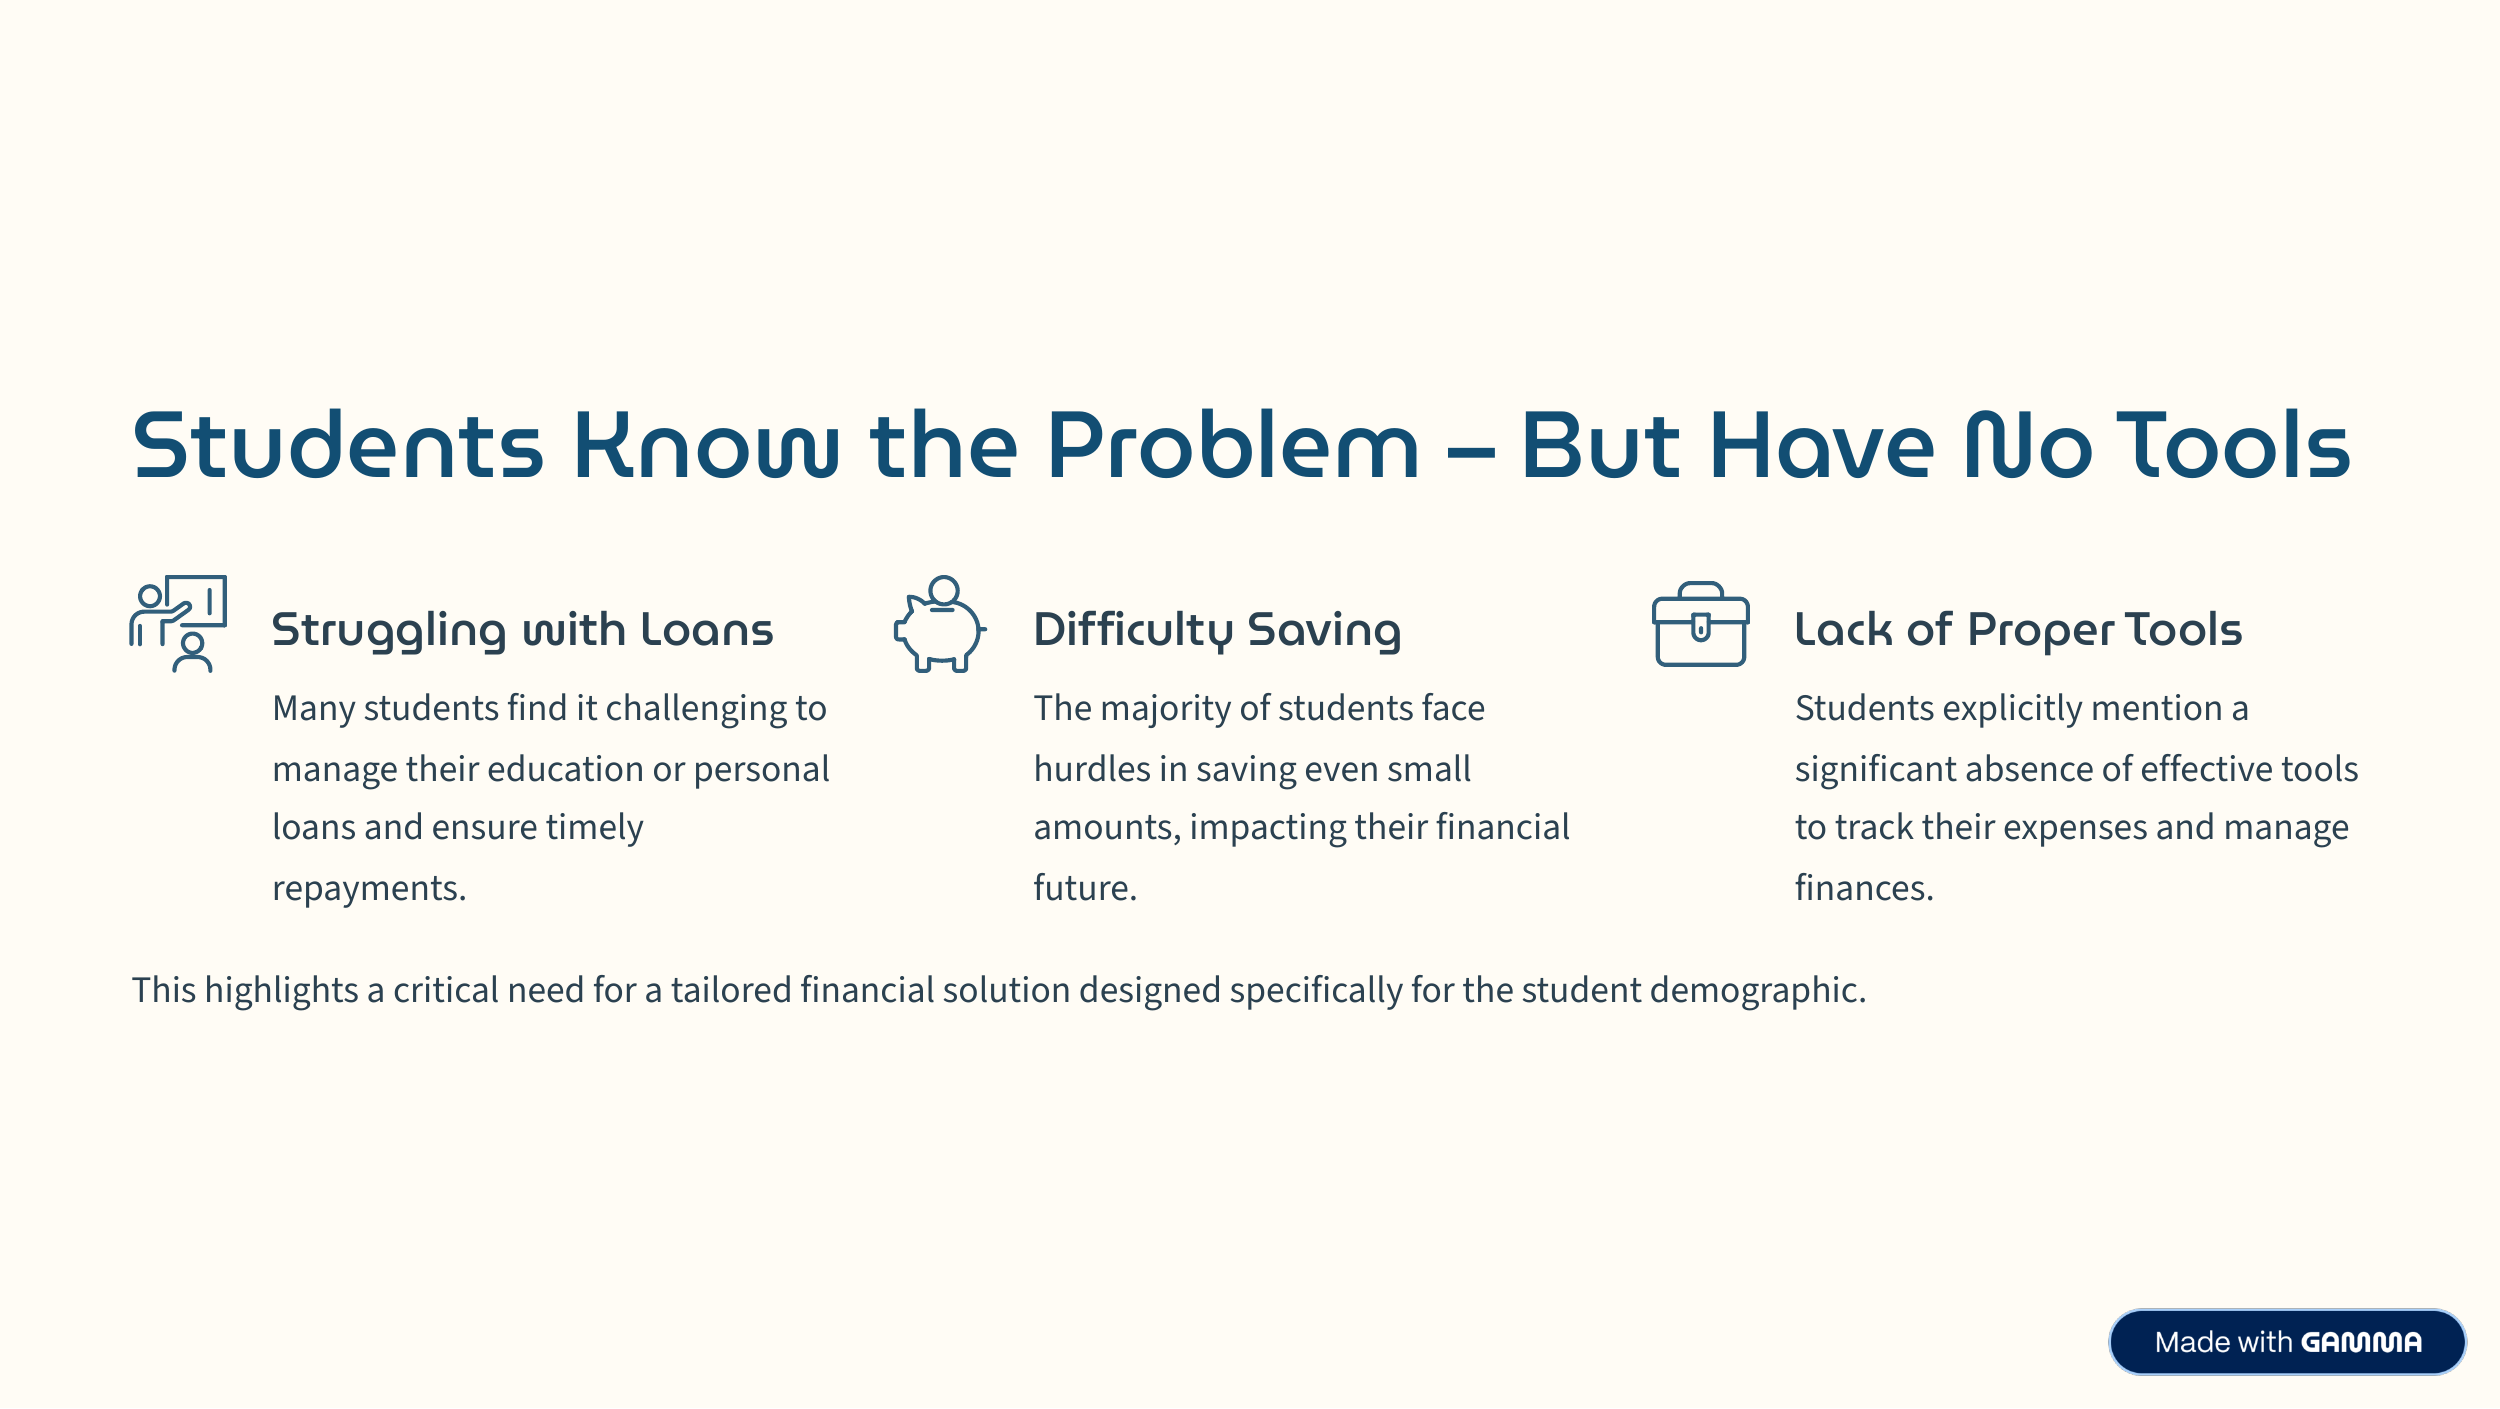 Students Know the Problem – But Have No Tools
Struggling with Loans
Many students find it challenging to
manage their education or personal
loans and ensure timely
repayments.
Difficulty Saving
The majority of students face
hurdles in saving even small
amounts, impacting their financial
future.
Lack of Proper Tools
Students explicitly mention a
significant absence of effective tools
to track their expenses and manage
finances.
This highlights a critical need for a tailored financial solution designed specifically for the student demographic.
Made with GAMMA